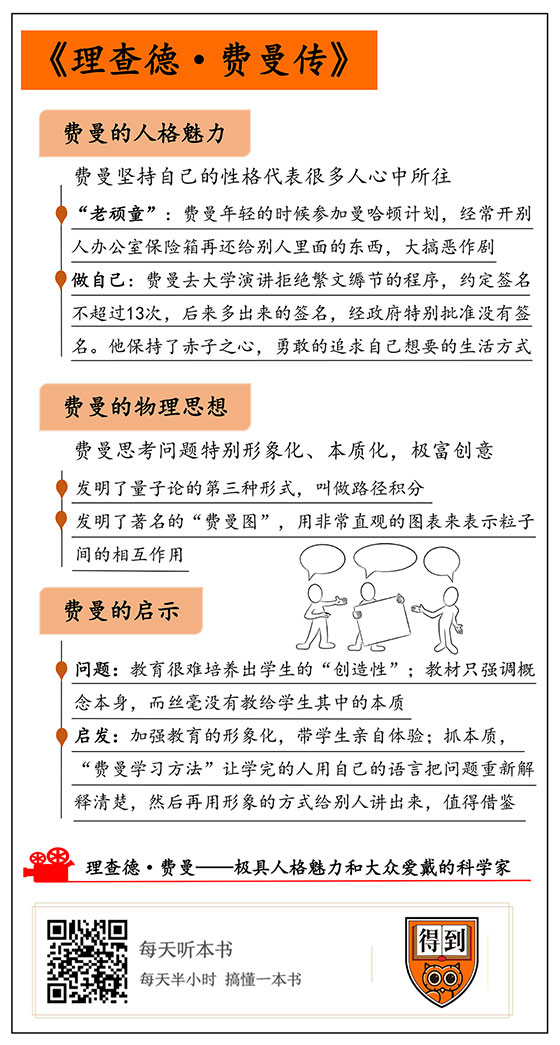 《理查德·费曼传》
费曼的人格魅力
费曼坚持自己的性格代表很多人心中所往
“老顽童”：费曼年轻的时候参加曼哈顿计划，经常开别
人办公室保险箱再还给别人里面的东西，大搞恶作剧
做自己：费曼去大学演讲拒绝繁文缛节的程序，约定签名
不超过13次，后来多出来的签名，经政府特别批准没有签
名。他保持了赤子之心，勇敢的追求自己想要的生活方式
费曼的物理思想
费曼思考问题特别形象化、本质化，极富创意
发明了量子论的第三种形式，叫做路径积分
发明了著名的“费曼图”，用非常直观的图表来表示粒子
间的相互作用
费曼的启示
问题：教育很难培养出学生的“创造性”；教材只强调概
念本身，而丝毫没有教给学生其中的本质
启发：加强教育的形象化，带学生亲自体验；抓本质，
“费曼学习方法”让学完的人用自己的语言把问题重新解
释清楚，然后再用形象的方式给别人讲出来，值得借鉴
理查德·费曼——极具人格魅力和大众爱戴的科学家
每天听本书
每天半小时 搞懂一本书
得到